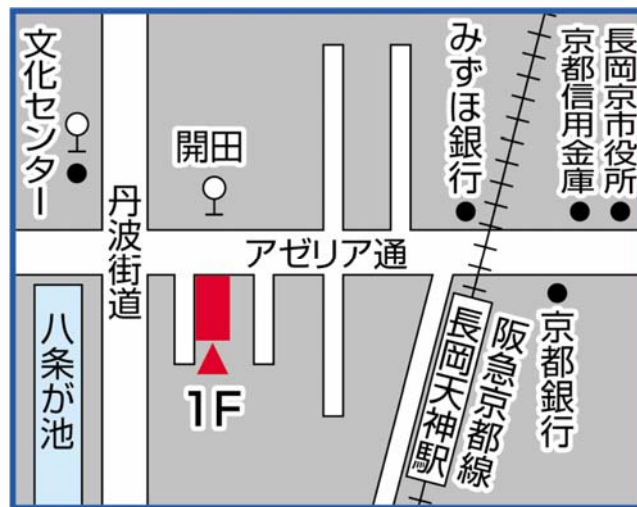 文化センター
開田
みずほ銀行
京都信用金庫
長岡京市役所
丹波街道
アゼリア通
八条が池
1F
長岡天神駅
阪急京都線
京都銀行